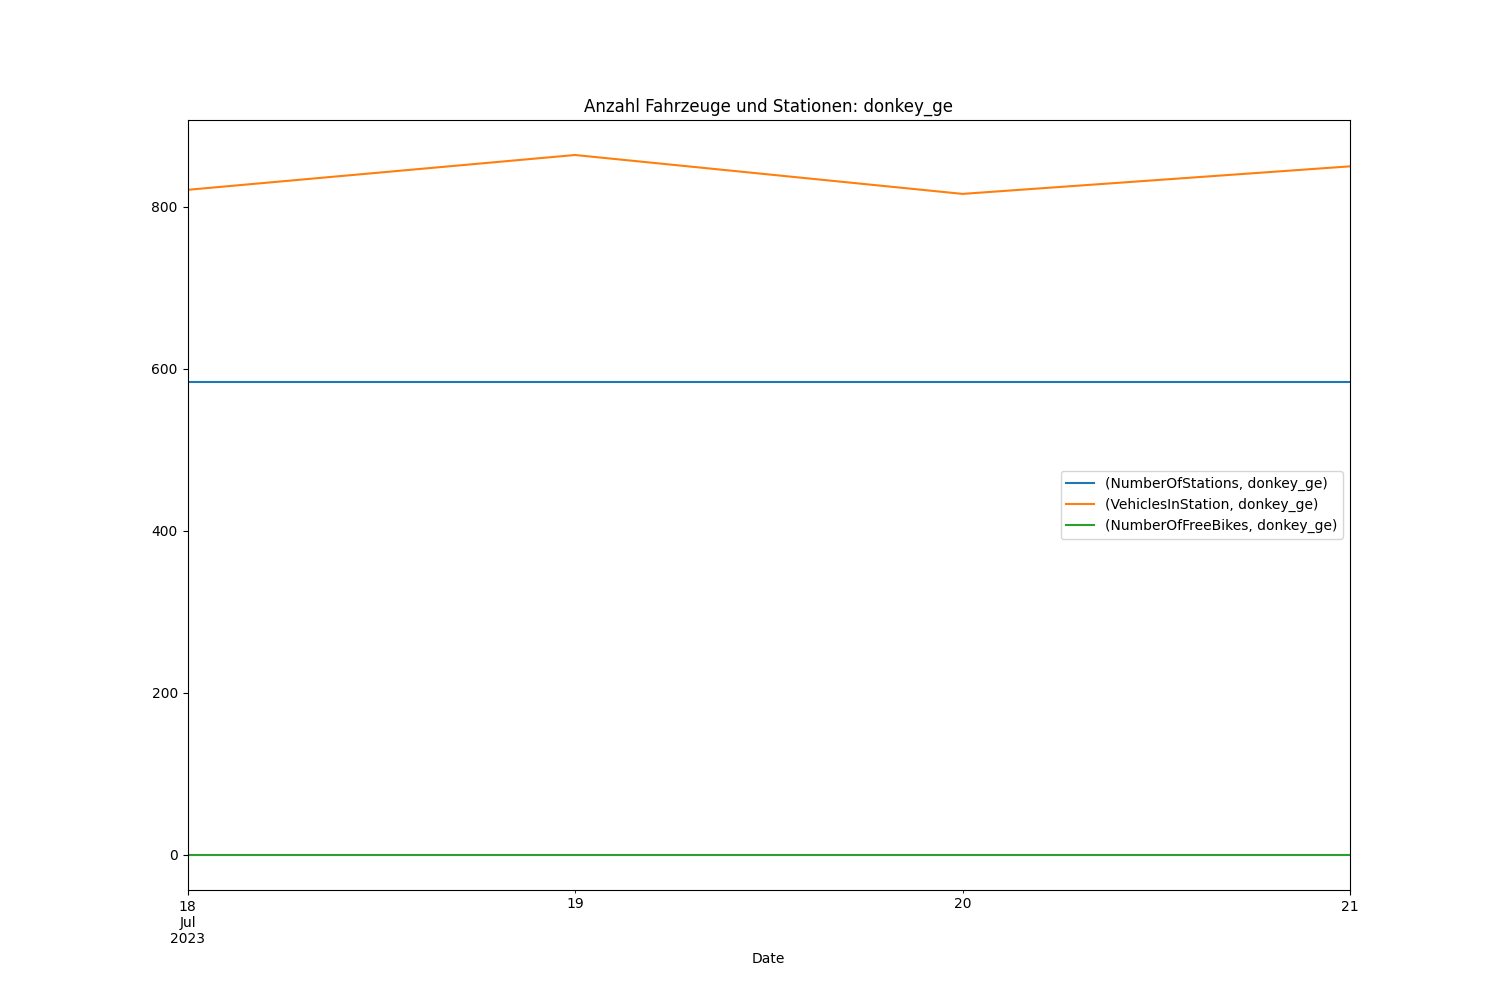 Anzahl Fahrzeuge und Stationen: donkey_ge
800
600
400
200
0
(NumberOfStations, donkey_ge)
(VehiclesInStation, donkey_ge)
(NumberOfFreeBikes, donkey_ge)
18 19 20 21
Jul
2023
Date